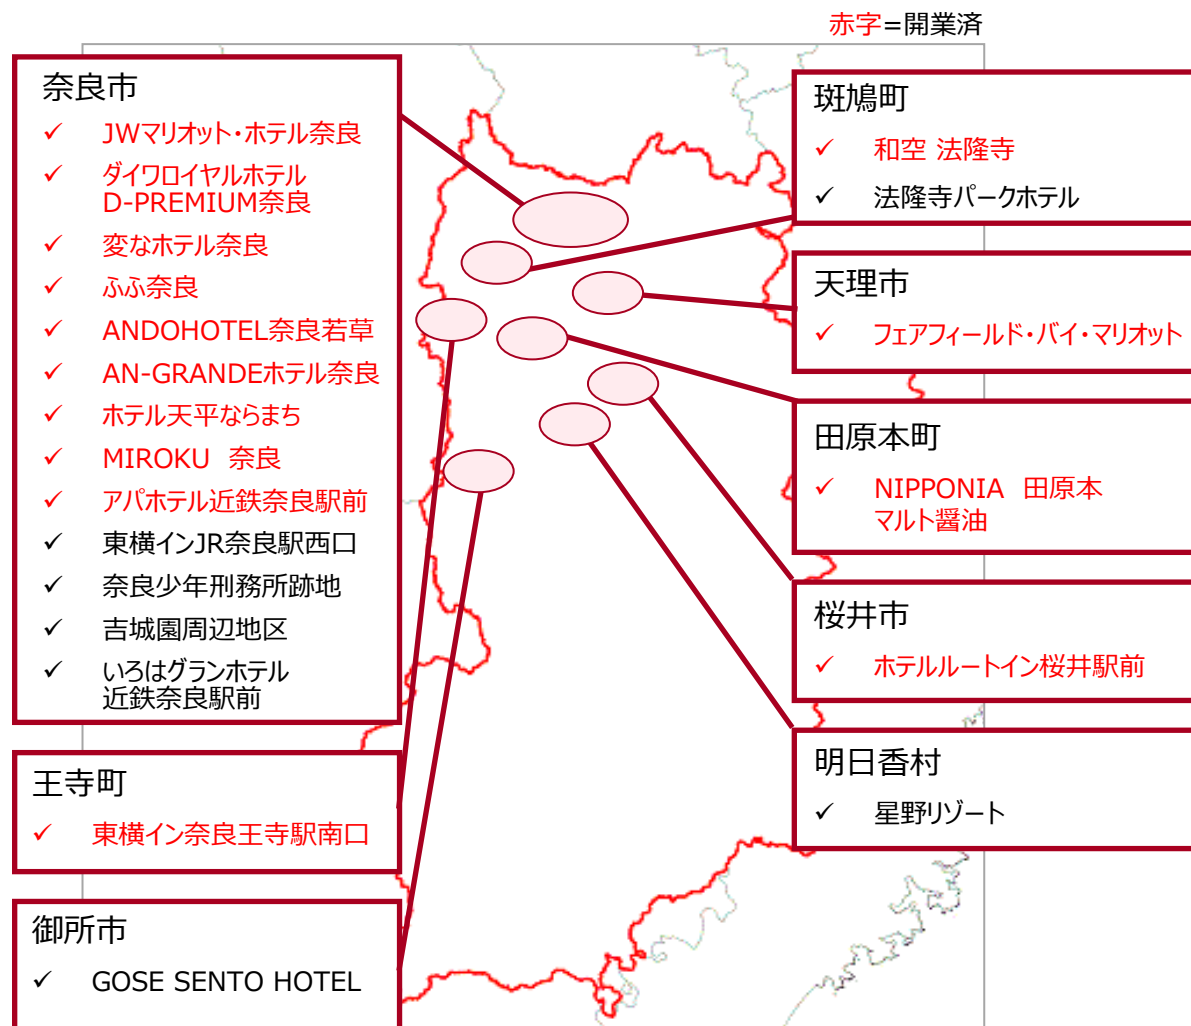 赤字=開業済
奈良市
✓ JWマリオット・ホテル奈良
✓ ダイワロイヤルホテル
D-PREMIUM奈良
✓ 変なホテル奈良
✓ ふふ奈良
✓ ANDOHOTEL奈良若草
✓ AN-GRANDEホテル奈良
✓ ホテル天平ならまち
✓ MIROKU 奈良
✓ アパホテル近鉄奈良駅前
✓ 東横インJR奈良駅西口
✓ 奈良少年刑務所跡地
✓ 吉城園周辺地区
✓ いろはグランホテル
近鉄奈良駅前
王寺町
✓ 東横イン奈良王寺駅南口
御所市
✓ GOSE SENTO HOTEL
斑鳩町
✓ 和空 法隆寺
✓ 法隆寺パークホテル
天理市
✓ フェアフィールド・バイ・マリオット
田原本町
✓ NIPPONIA 田原本
マルト醤油
桜井市
✓ ホテルルートイン桜井駅前
明日香村
✓ 星野リゾート